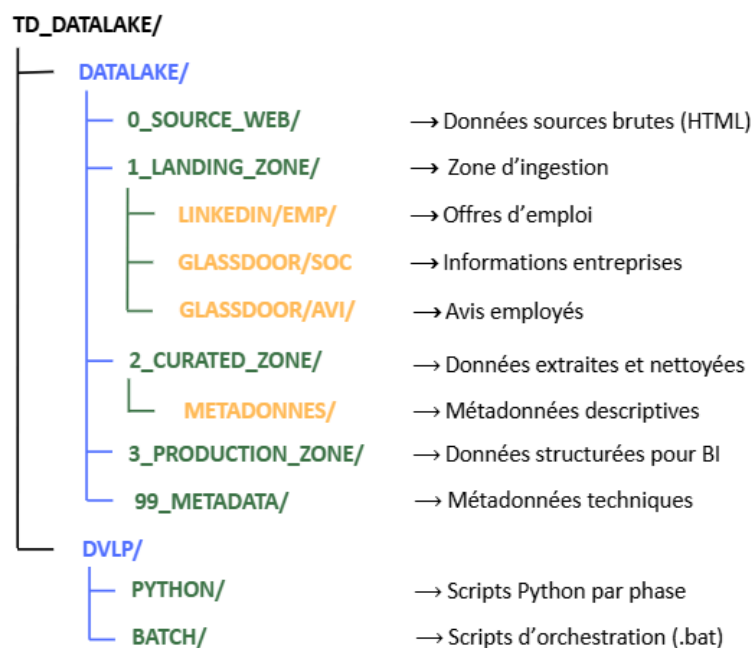 TD_DATALAKE/
DATALAKE/
0_SOURCE_WEB/ → Données sources brutes (HTML)
1_LANDING_ZONE/ → Zone d'ingestion
LINKEDIN/EMP/ → Offres d'emploi
GLASSDOOR/SOC → Informations entreprises
GLASSDOOR/AVI/ → Avis employés
2_CURATED_ZONE/ → Données extraites et nettoyées
METADONNES/ → Métadonnées descriptives
3_PRODUCTION_ZONE/ → Données structurées pour BI
99_METADATA/ → Métadonnées techniques
DVLP/
PYTHON/ → Scripts Python par phase
BATCH/ → Scripts d'orchestration (.bat)